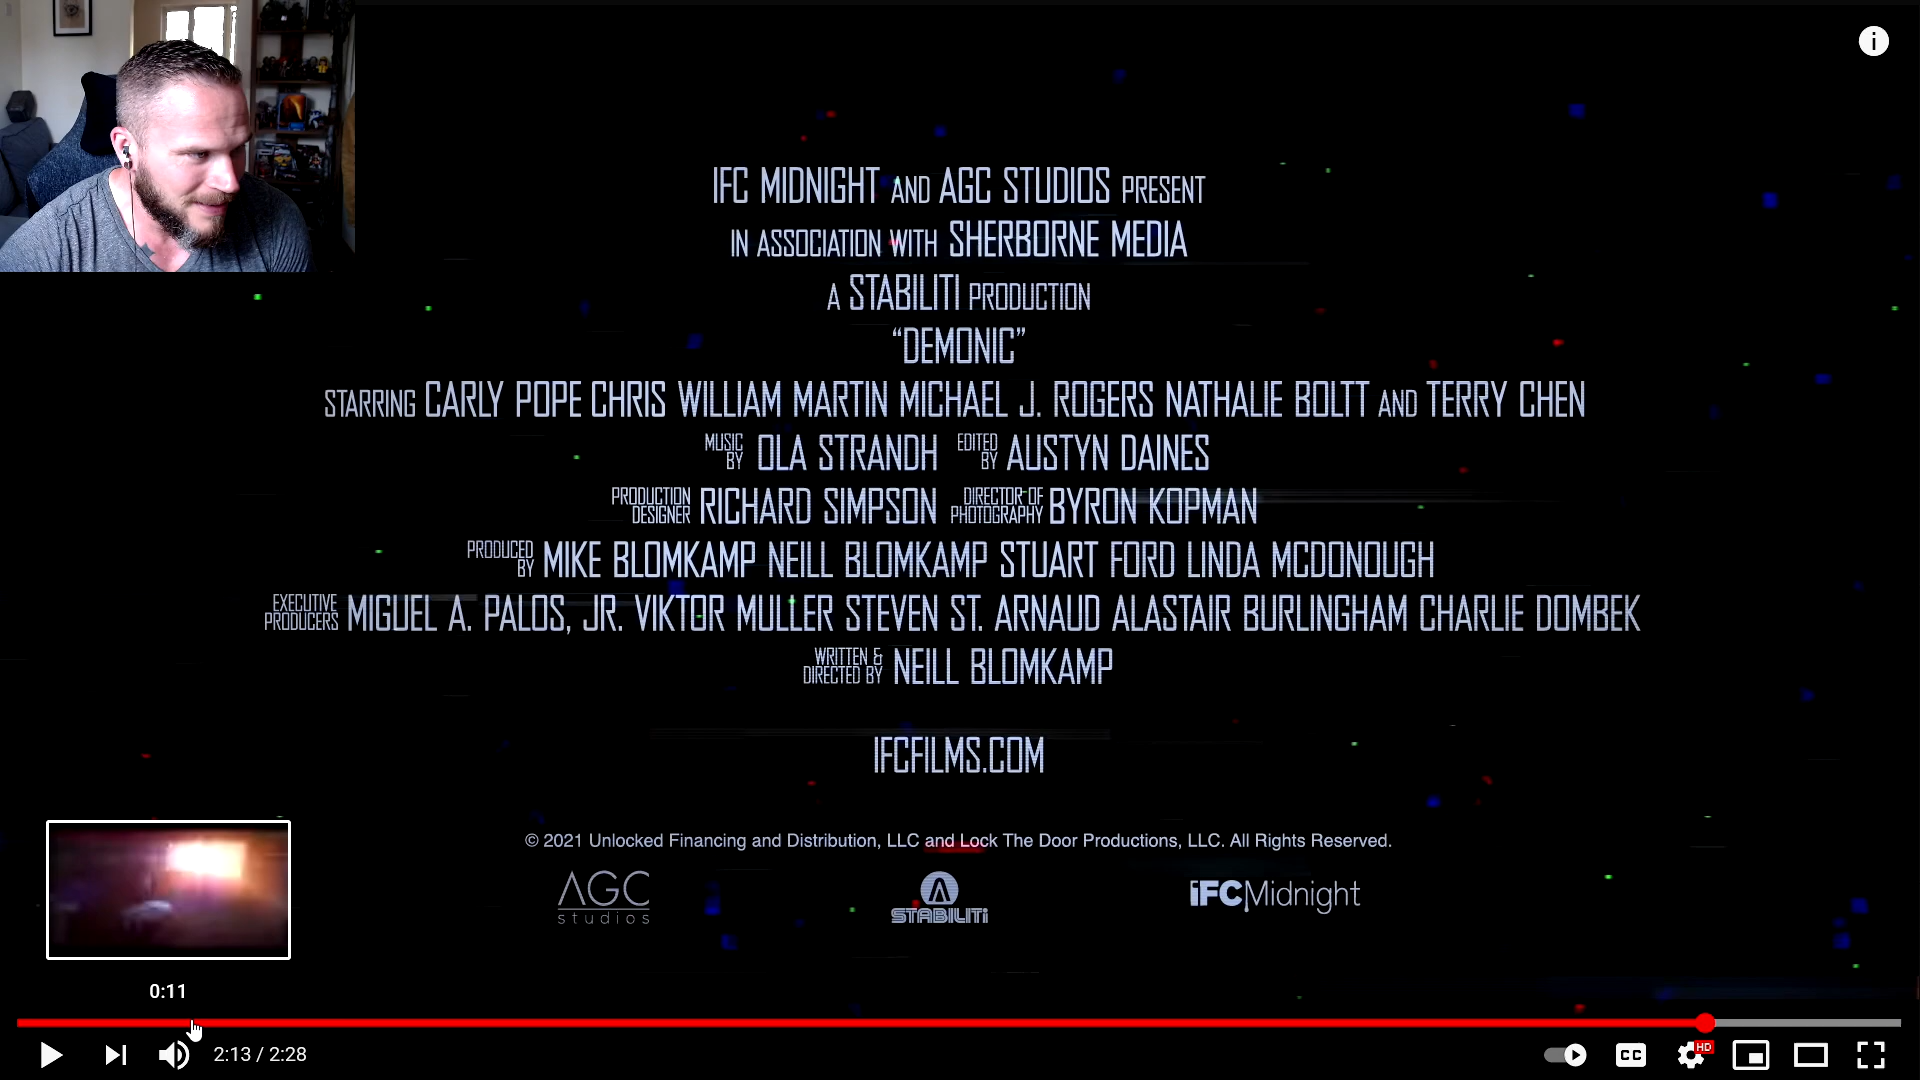 i
IFC MIDNIGHT AND AGC STUDIOS PRESENT
IN ASSOCIATION WITH SHERBORNE MEDIA
A STABILITI PRODUCTION
“DEMONIC”
STARRING CARLY POPE CHRIS WILLIAM MARTIN MICHAEL J. ROGERS NATHALIE BOLTT AND TERRY CHEN
MUSIC BY OLA STRANDH EDITED BY AUSTYN DAINES
PRODUCTION DESIGNER RICHARD SIMPSON DIRECTOR OF PHOTOGRAPHY BYRON KOPMAN
PRODUCED BY MIKE BLOMKAMP NEILL BLOMKAMP STUART FORD LINDA MCDONOUGH
EXECUTIVE PRODUCERS MIGUEL A. PALOS, JR. VIKTOR MULLER STEVEN ST. ARNAUD ALASTAIR BURLINGHAM CHARLIE DOMBEK
WRITTEN & DIRECTED BY NEILL BLOMKAMP
IFCFILMS.COM
© 2021 Unlocked Financing and Distribution, LLC and Lock The Door Productions, LLC. All Rights Reserved.
AGC studios
STABILITi
iFC Midnight
0:11
2:13 / 2:28
CC
HD